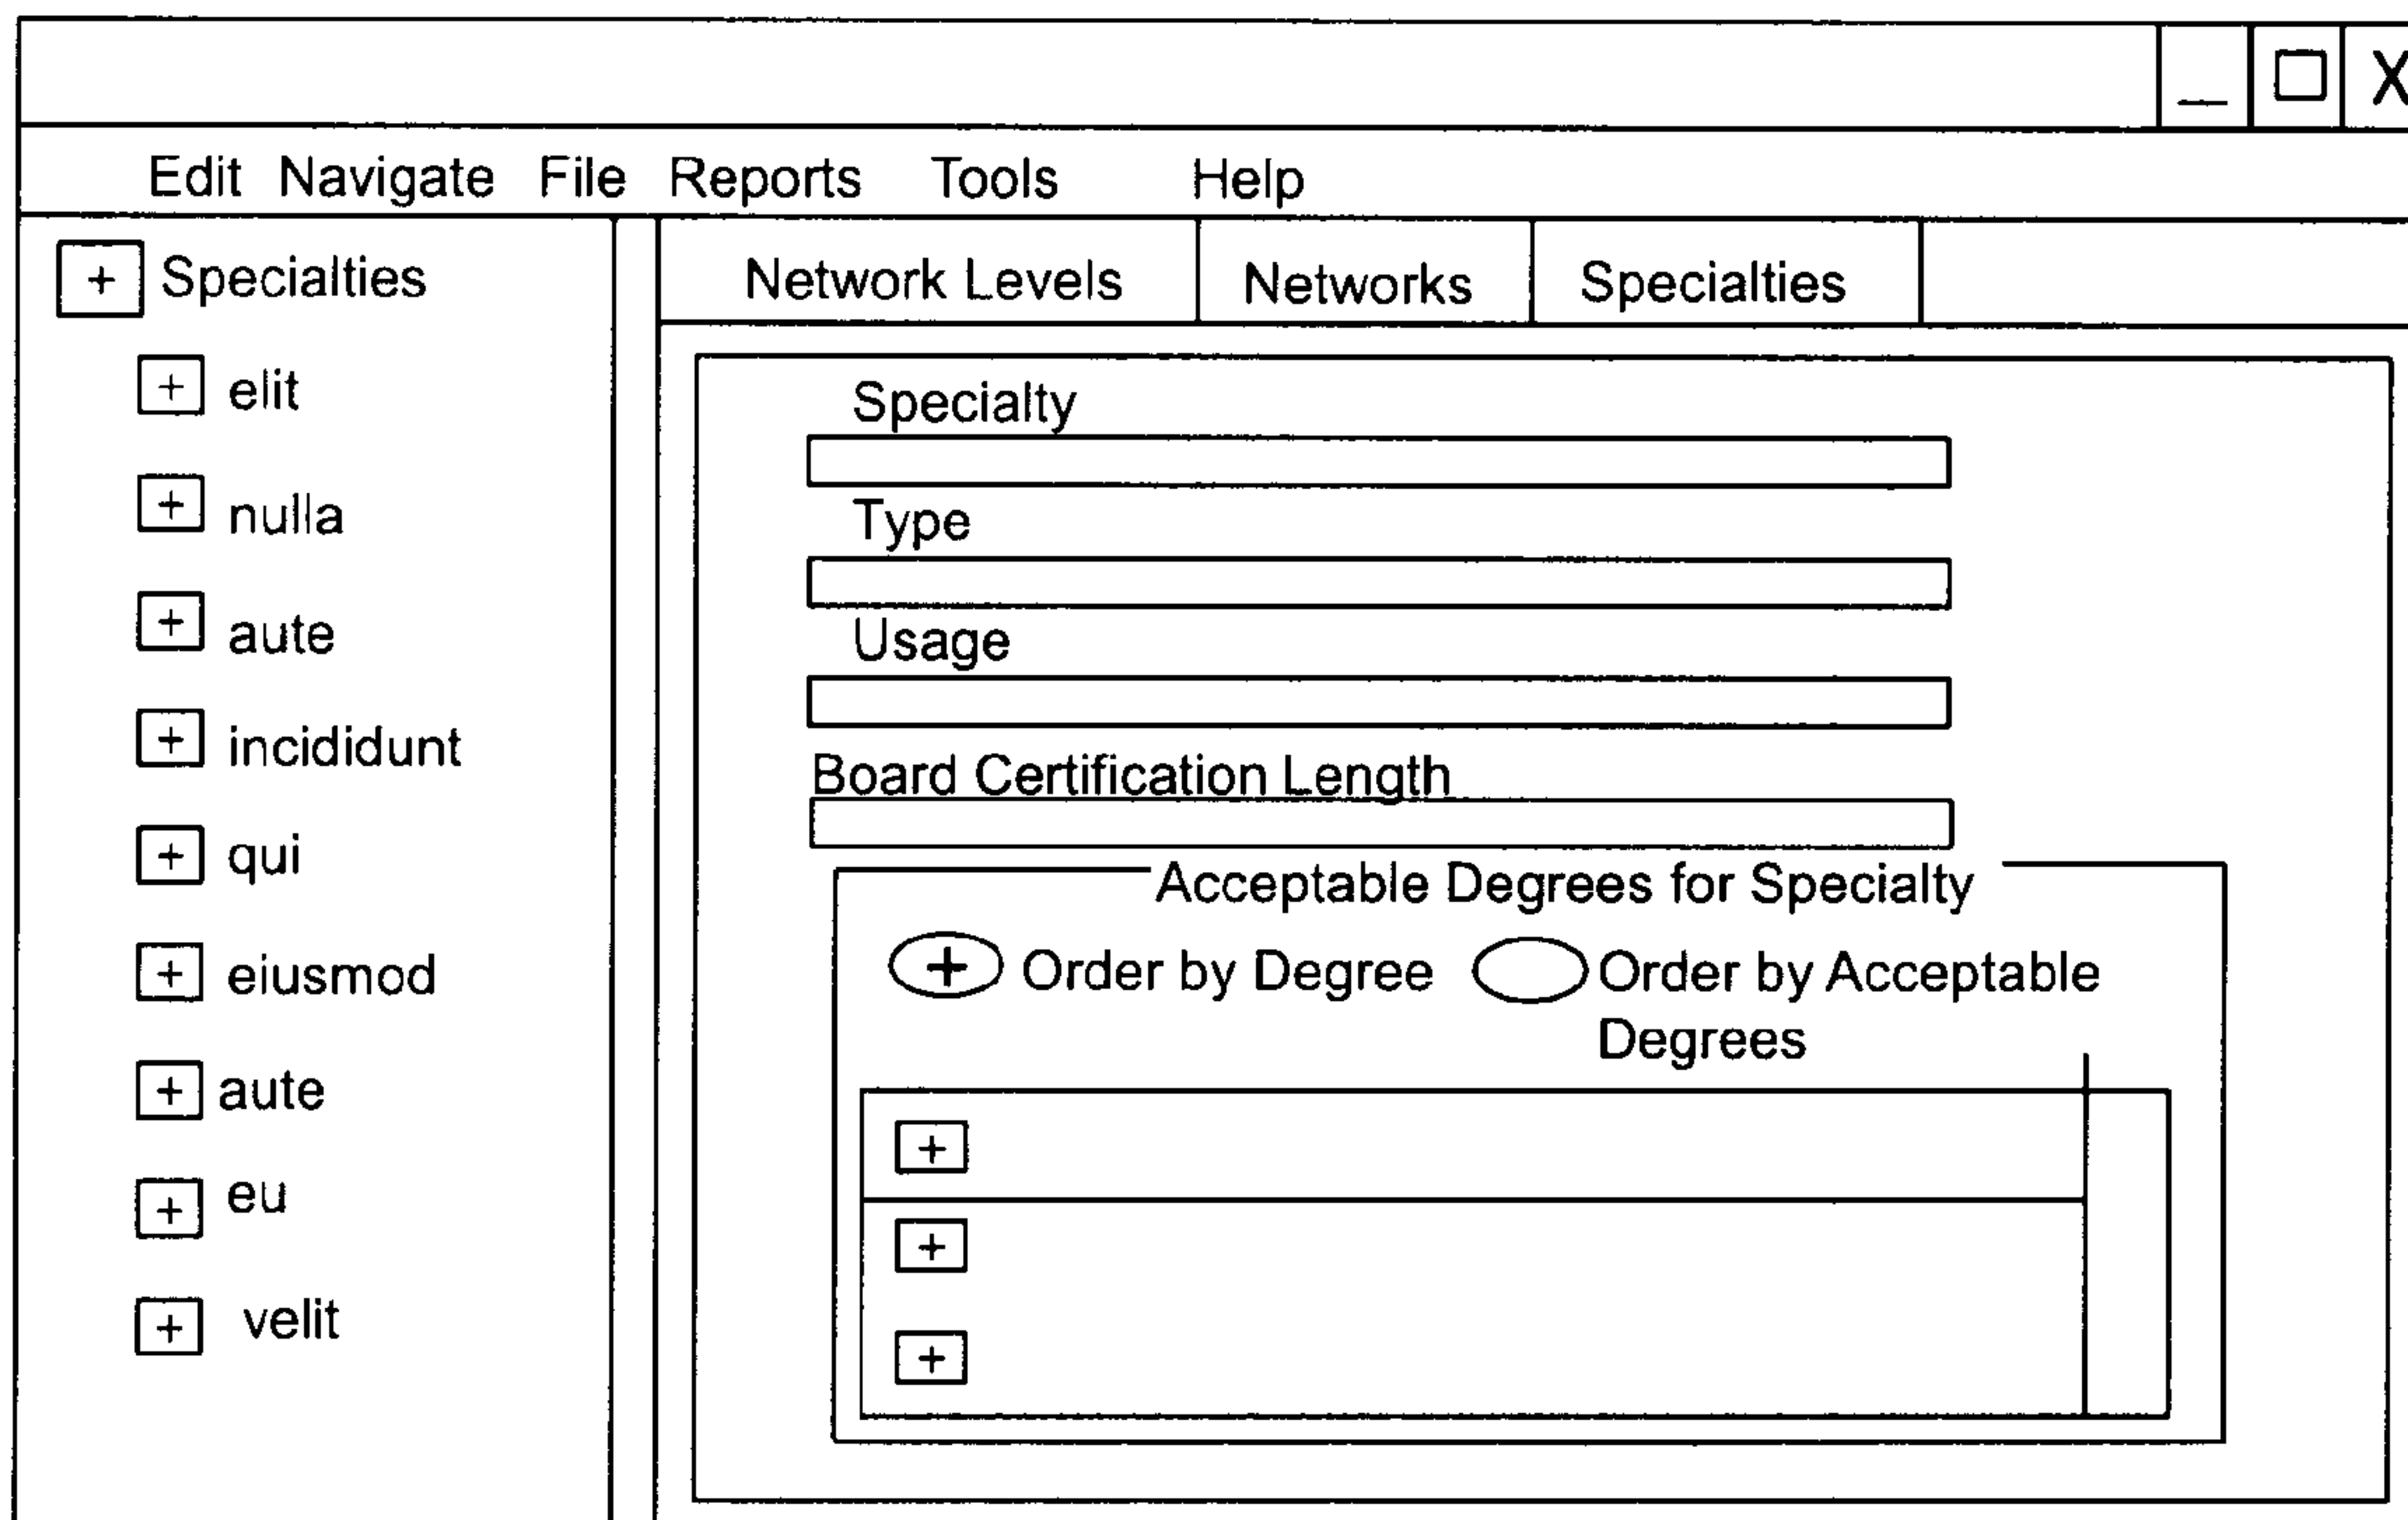 _ □ X
Edit Navigate File Reports Tools Help
+ Specialties
+ elit
+ nulla
+ aute
+ incididunt
+ qui
+ eiusmod
+ aute
+ eu
+ velit
Network Levels Networks Specialties
Specialty
Type
Usage
Board Certification Length
Acceptable Degrees for Specialty
+ Order by Degree Order by Acceptable
Degrees
+
+
+